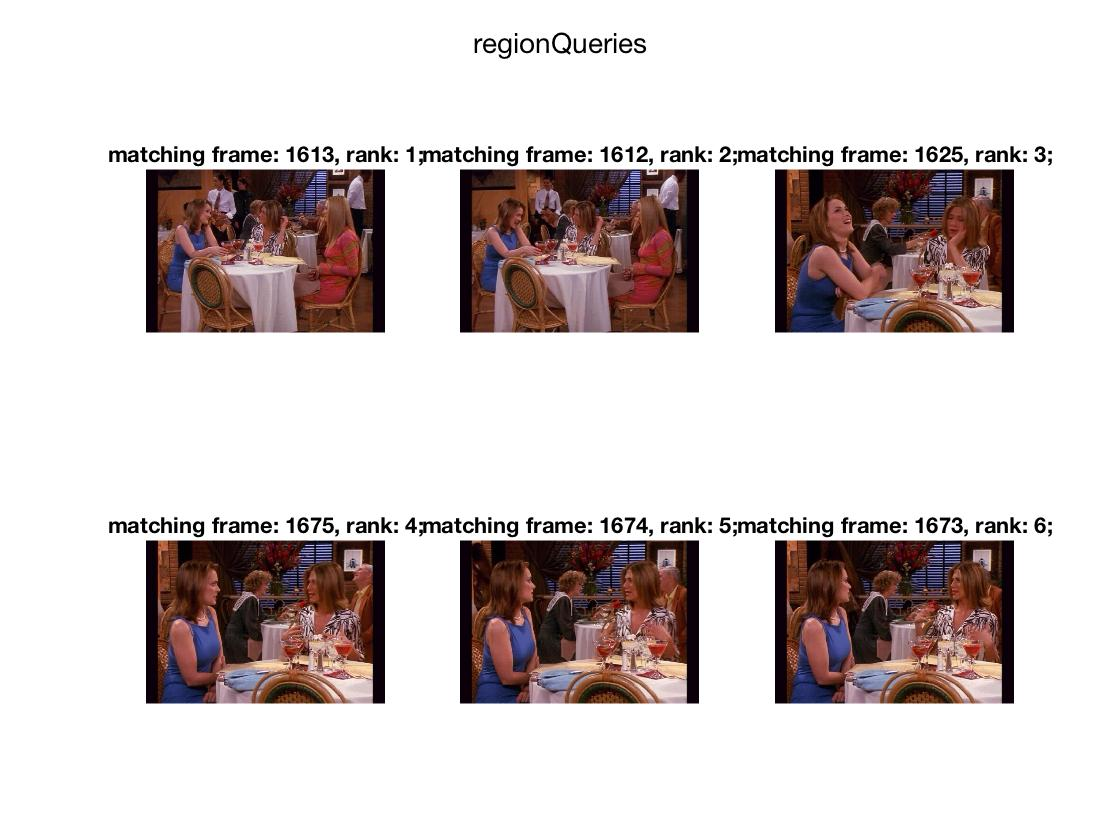 regionQueries
matching frame: 1613, rank: 1;matching frame: 1612, rank: 2;matching frame: 1625, rank: 3;
matching frame: 1675, rank: 4;matching frame: 1674, rank: 5;matching frame: 1673, rank: 6;